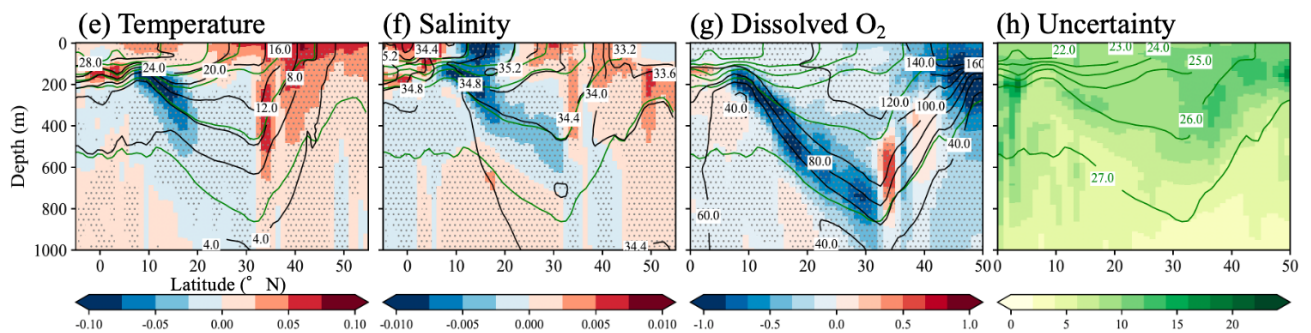 (e) Temperature (f) Salinity (g) Dissolved O₂ (h) Uncertainty
0 28.0 24.0 20.0 16.0 8.0 12.0 4.0 4.0
34.4 5.2 34.8 34.8 35.2 34.4 34.0 33.2 33.6 34.4
40.0 80.0 60.0 40.0 120.0 140.0 100.0 160 40.0
22.0 23.0 24.0 25.0 26.0 27.0
200
400
600
800
1000
Depth (m)
0 10 20 30 40 50 0 10 20 30 40 50 0 10 20 30 40 50 0 10 20 30 40 50
Latitude (° N)
-0.10 -0.05 0.00 0.05 0.10 -0.010 -0.005 0.000 0.005 0.010 -1.0 -0.5 0.0 0.5 1.0 0 5 10 15 20